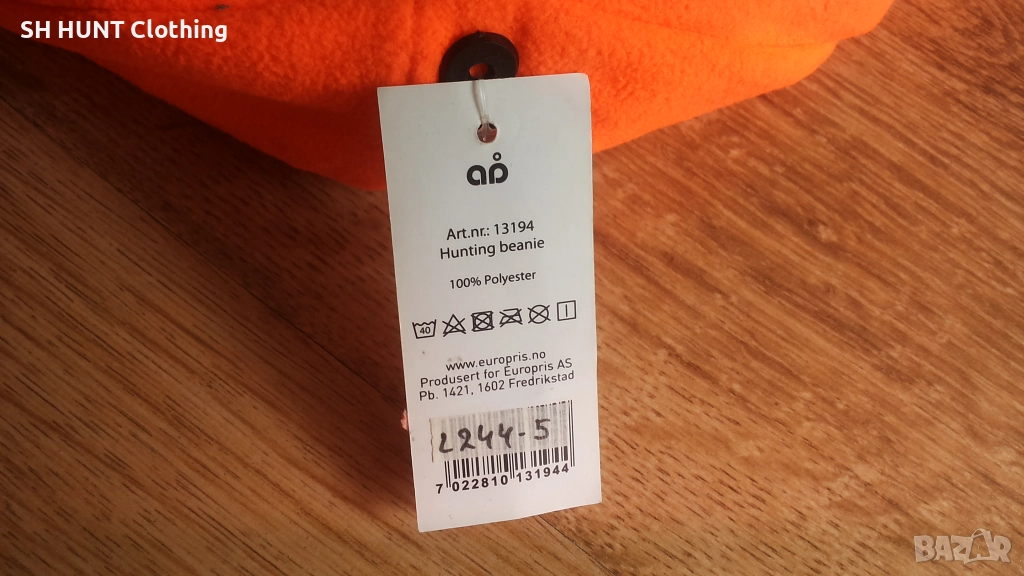 SH HUNT Clothing
Art.nr.: 13194
Hunting beanie
100% Polyester
40
www.europris.no
Produsert for Europris AS
Pb. 1421, 1602 Fredrikstad
L244-5
7 022810 131944
BAZAR